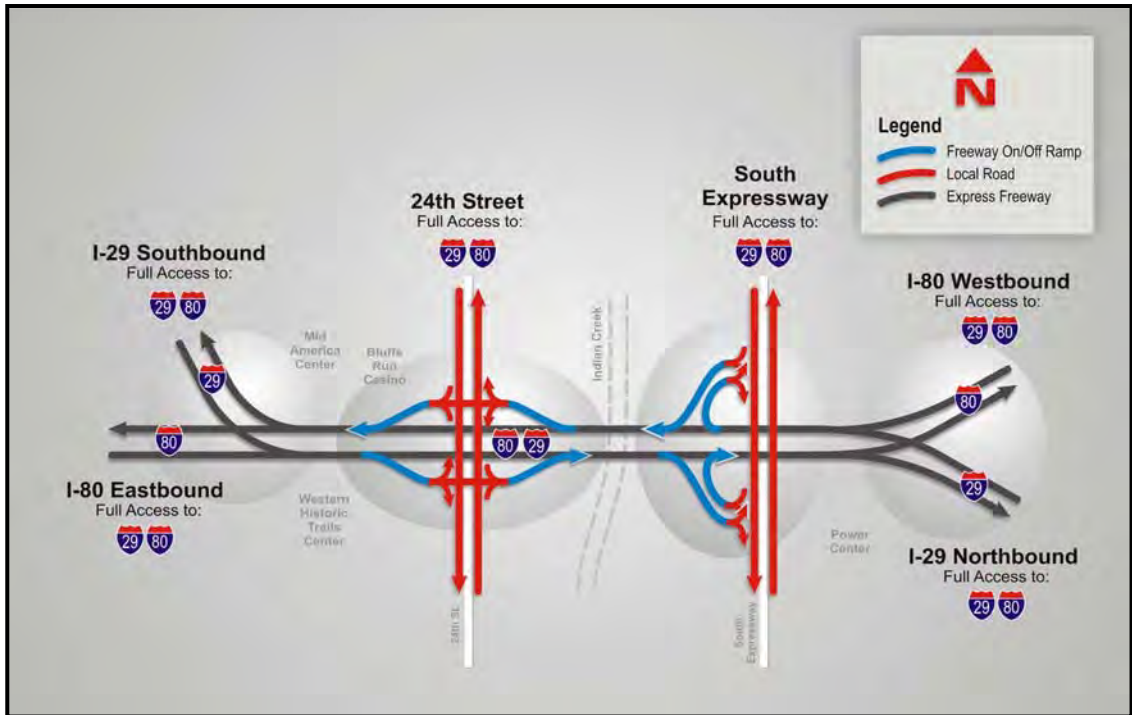 N
Legend
Freeway On/Off Ramp
Local Road
Express Freeway
24th Street
Full Access to:
29 80
South
Expressway
Full Access to:
29 80
I-29 Southbound
Full Access to:
29 80
I-80 Westbound
Full Access to:
29 80
Mid
America
Center
Bluffs
Run
Casino
Indian Creek
29
80
80
80 29
29
I-80 Eastbound
Full Access to:
29 80
Western
Historic
Trails
Center
Power
Center
I-29 Northbound
Full Access to:
29 80
24th St.
South
Expressway